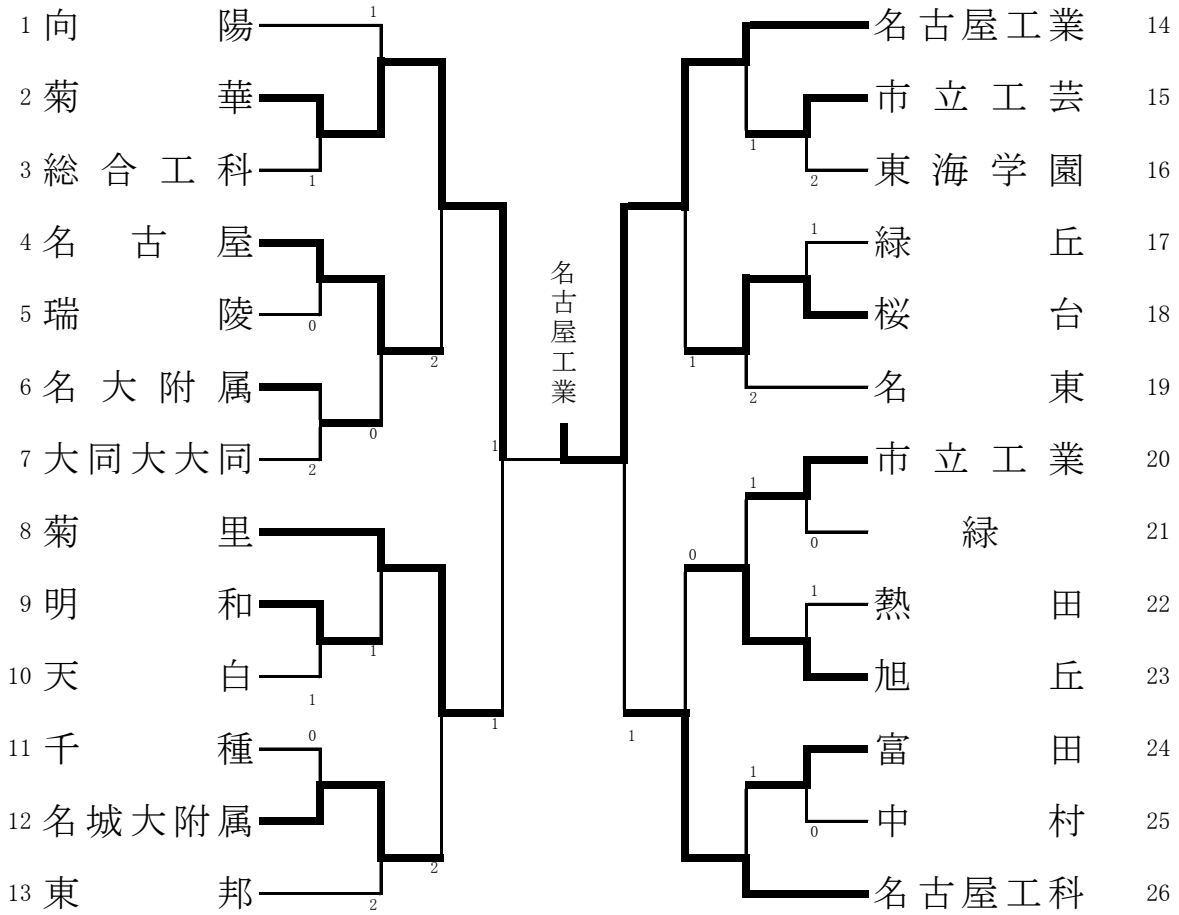 1 向陽
2 菊華
3 総合工科
4 名古屋
5 瑞陵
6 名大附属
7 大同大大同
8 菊里
9 明和
10 天白
11 千種
12 名城大附属
13 東邦
1
1
0
2
0
2
1
1
1
0
2
2
1
1
名古屋工業
名古屋工業 14
市立工芸 15
東海学園 16
緑丘 17
桜台 18
名東 19
市立工業 20
緑 21
熱田 22
旭丘 23
富田 24
中村 25
名古屋工科 26
1
2
1
1
2
1
0
0
1
1
1
0